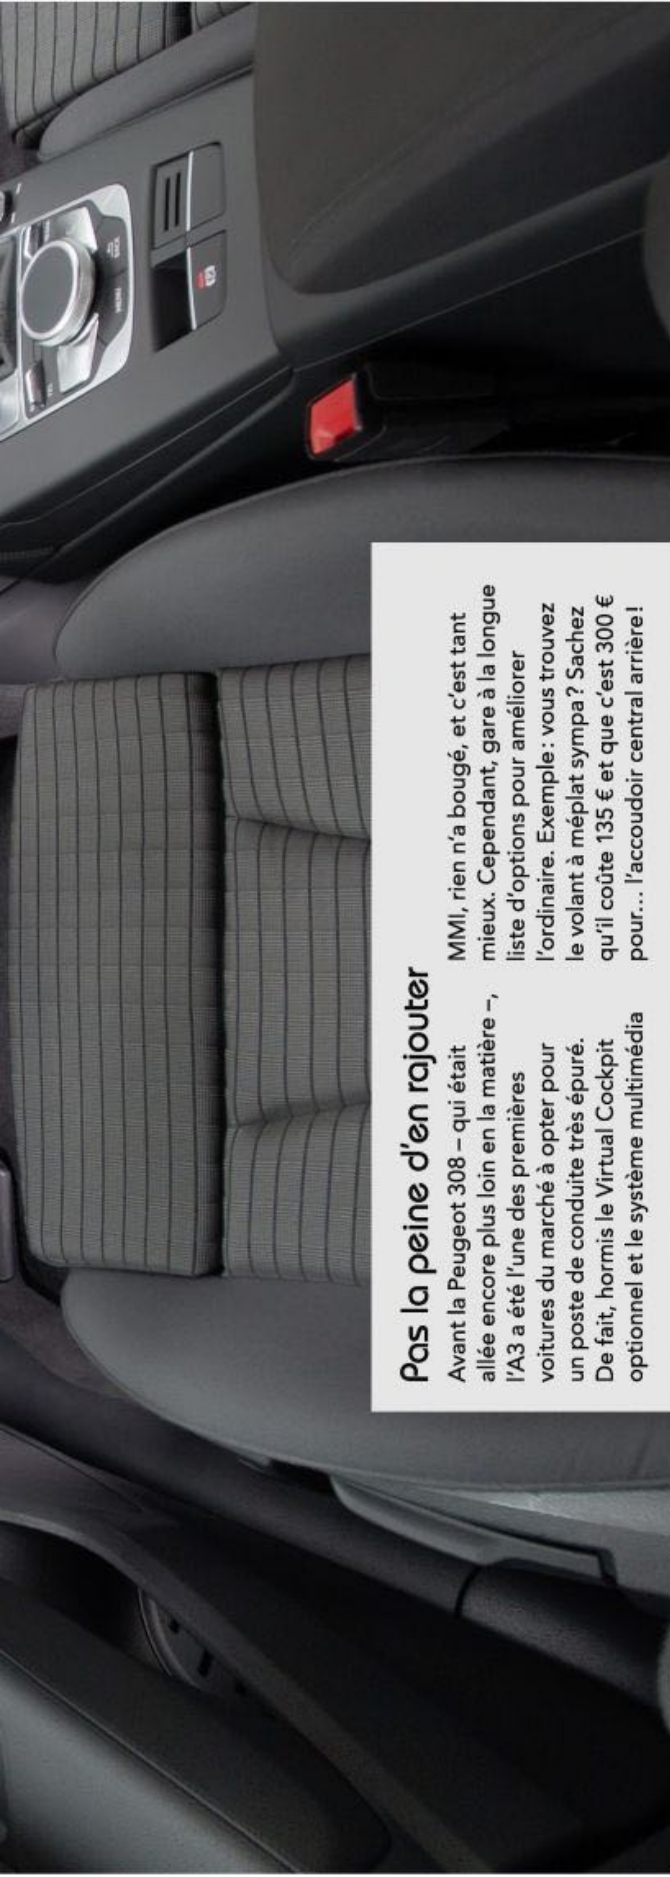 Pas la peine d'en rajouter
Avant la Peugeot 308 – qui était
allée encore plus loin en la matière –,
l'A3 a été l'une des premières
voitures du marché à opter pour
un poste de conduite très épuré.
De fait, hormis le Virtual Cockpit
optionnel et le système multimédia
MMI, rien n'a bougé, et c'est tant
mieux. Cependant, gare à la longue
liste d'options pour améliorer
l'ordinaire. Exemple : vous trouvez
le volant à méplat sympa ? Sachez
qu'il coûte 135 € et que c'est 300 €
pour… l'accoudoir central arrière !
MENU